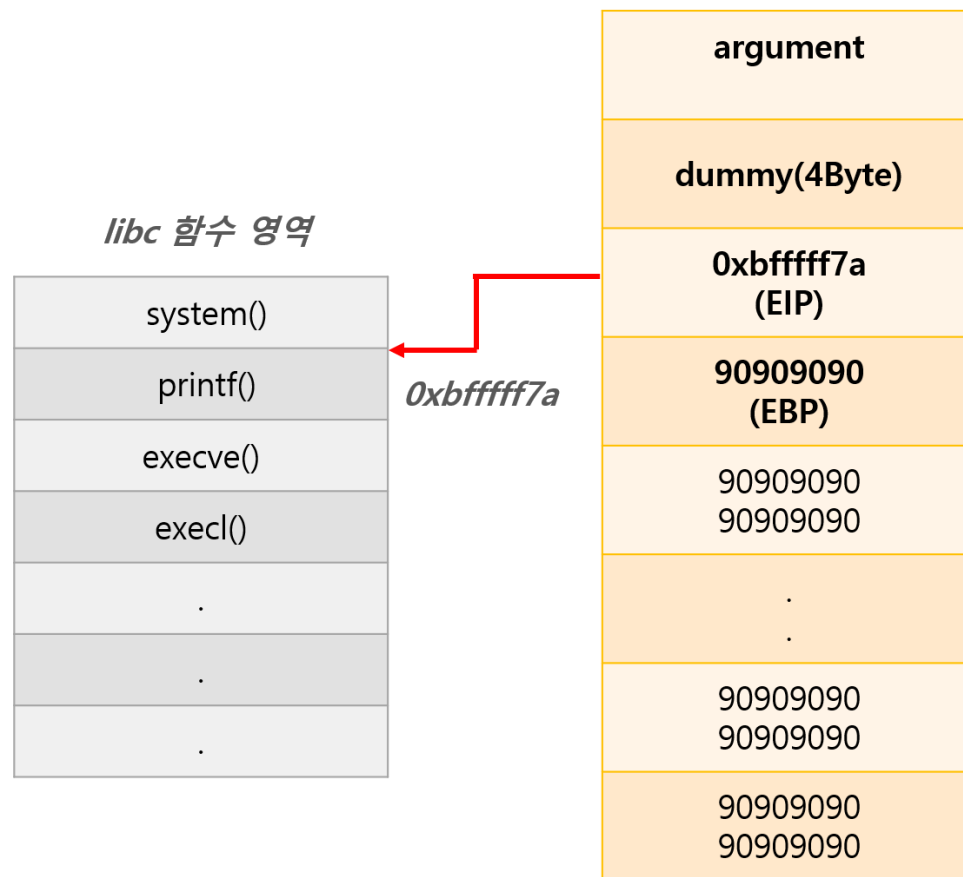 libc 함수 영역
system()
printf()
execve()
execl()
.
.
.
0xbfffff7a
argument
dummy(4Byte)
0xbfffff7a
(EIP)
90909090
(EBP)
90909090
90909090
.
.
90909090
90909090
90909090
90909090